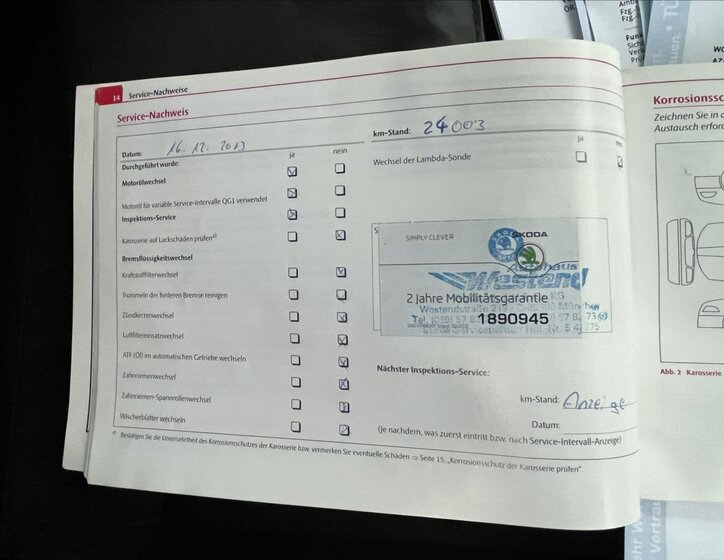 14 Service-Nachweise
Service-Nachweis
Datum: 16. 12. 2013
ja nein
Durchgeführt wurde:
Motorölwechsel
Motoröl für variable Service-Intervalle QG1 verwendet
Inspektions-Service
Karosserie auf Lackschäden prüfen a)
Bremsflüssigkeitswechsel
Kraftstofffilterwechsel
Trommeln der hinteren Bremse reinigen
Zündkerzenwechsel
Luftfiltereinsatzwechsel
ATF (Öl) im automatischen Getriebe wechseln
Zahnriemenwechsel
Zahnriemen-Spannrollenwechsel
Wischerblätter wechseln
km-Stand: 24003
ja
Wechsel der Lambda-Sonde
S
SIMPLY CLEVER
SKODA
Autohaus
Westend
2 Jahre Mobilitätsgarantie KG
1890945
Nächster Inspektions-Service:
km-Stand: Anzeige
Datum:
(je nachdem, was zuerst eintritt bzw. nach Service-Intervall-Anzeige)
a) Bestätigen Sie die Unversehrtheit des Korrosionsschutzes der Karosserie bzw. vermerken Sie eventuelle Schäden ⇒ Seite 15, „Korrosionsschutz der Karosserie prüfen".
Korrosionssc
Zeichnen Sie in d
Austausch erford
Abb. 2 Karosserie